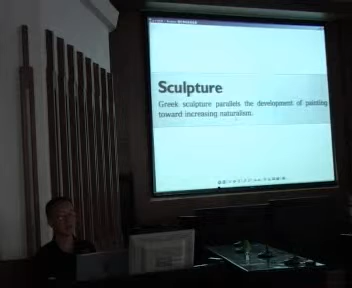 Sculpture
Greek sculpture parallels the development of painting
toward increasing naturalism.